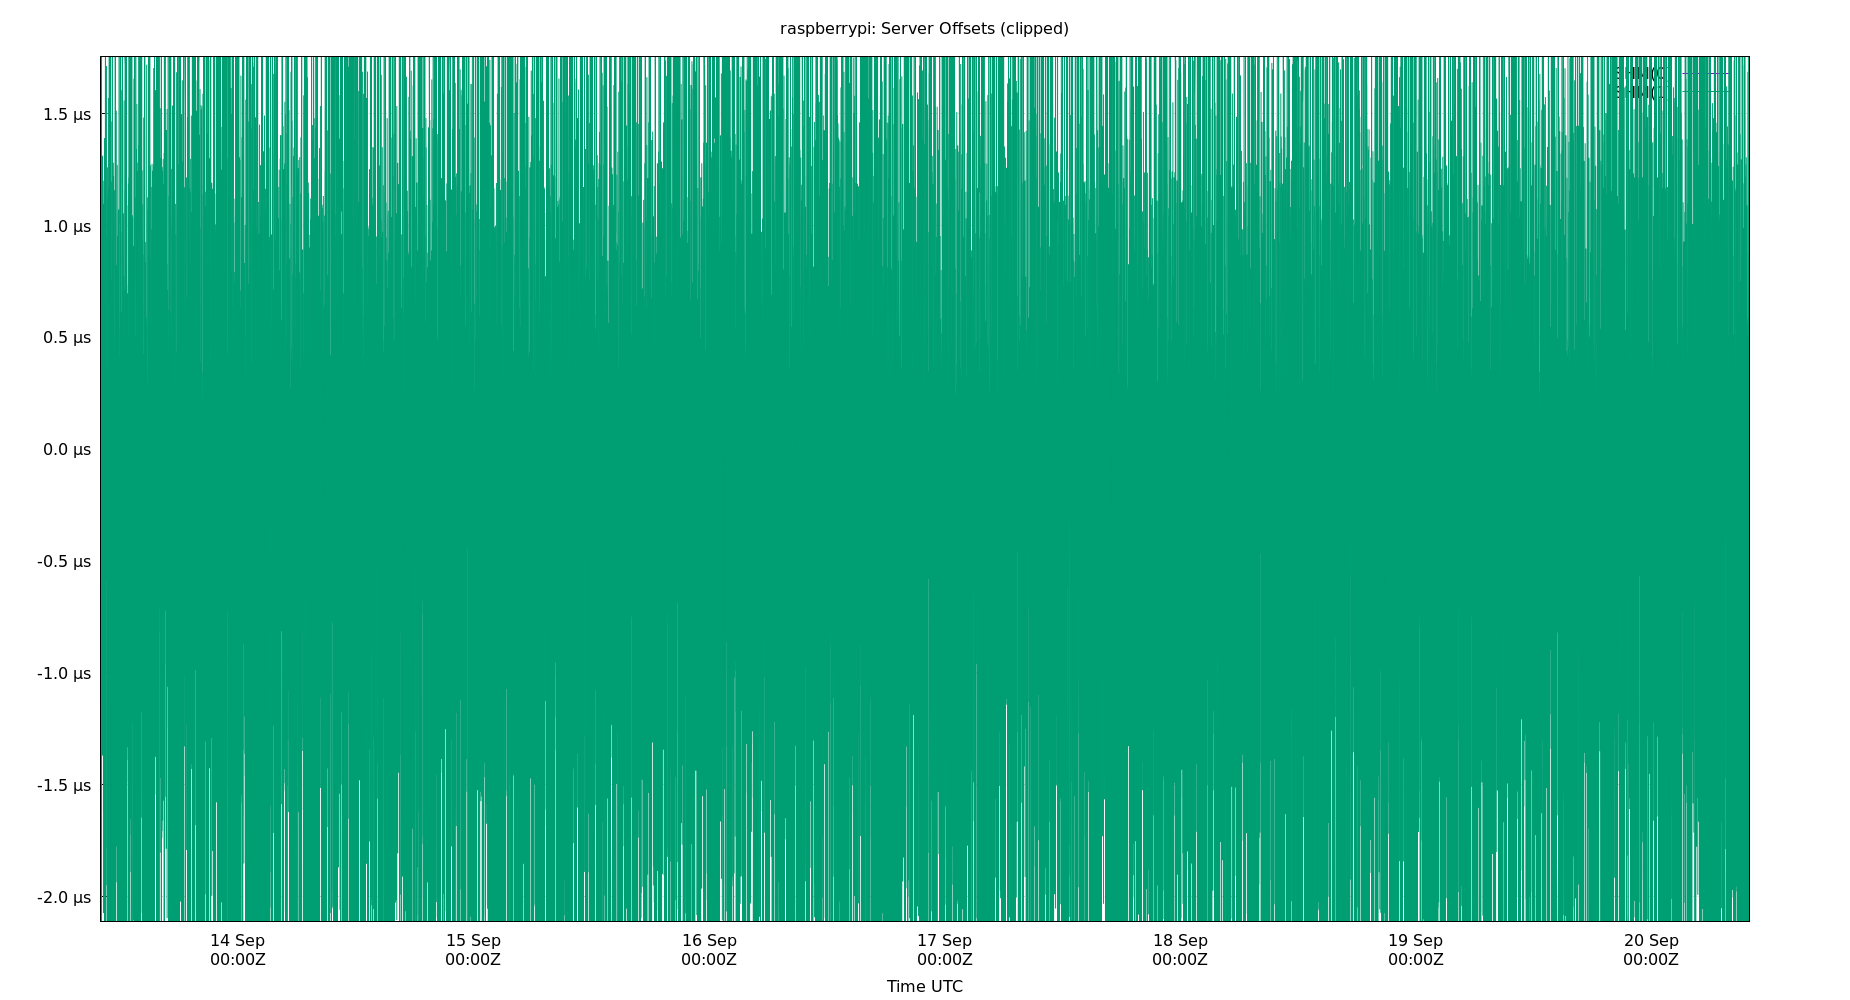 raspberrypi: Server Offsets (clipped)
1.5 µs
1.0 µs
0.5 µs
0.0 µs
-0.5 µs
-1.0 µs
-1.5 µs
-2.0 µs
14 Sep
00:00Z
15 Sep
00:00Z
16 Sep
00:00Z
17 Sep
00:00Z
18 Sep
00:00Z
19 Sep
00:00Z
20 Sep
00:00Z
Time UTC